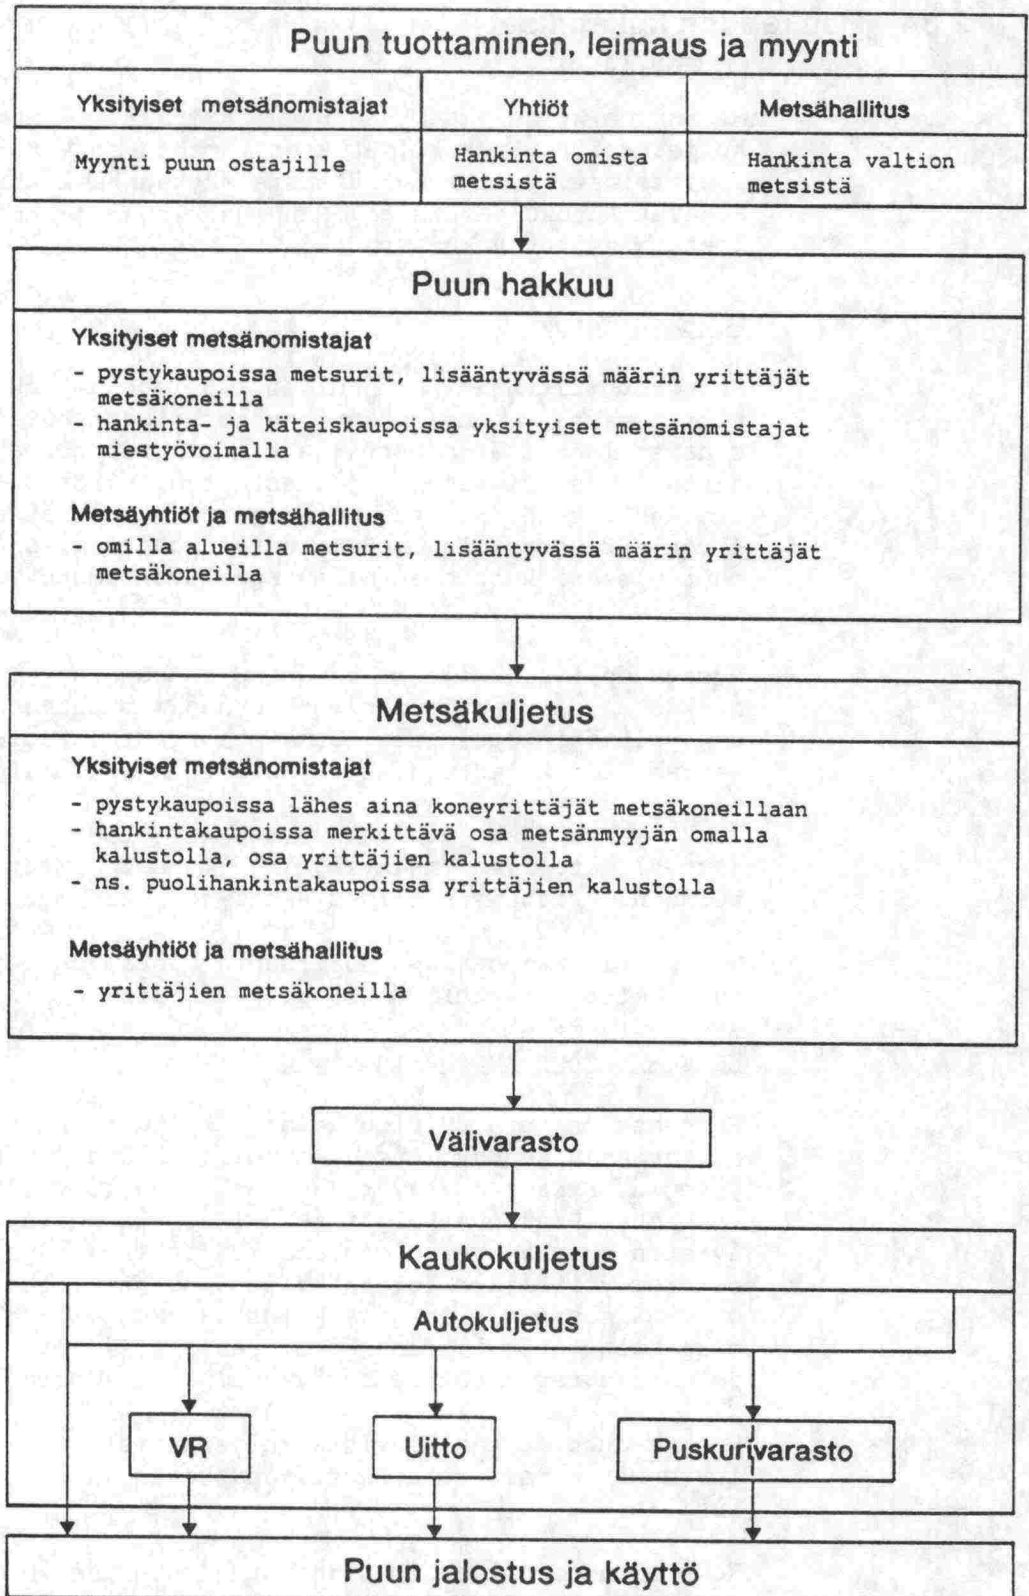 Puun tuottaminen, leimaus ja myynti
Yksityiset metsänomistajat
Yhtiöt
Metsähallitus
Myynti puun ostajille
Hankinta omista
metsistä
Hankinta valtion
metsistä
Puun hakkuu
Yksityiset metsänomistajat
- pystykaupoissa metsurit, lisääntyvässä määrin yrittäjät
metsäkoneilla
- hankinta- ja käteiskaupoissa yksityiset metsänomistajat
miestyövoimalla
Metsäyhtiöt ja metsähallitus
- omilla alueilla metsurit, lisääntyvässä määrin yrittäjät
metsäkoneilla
Metsäkuljetus
Yksityiset metsänomistajat
- pystykaupoissa lähes aina koneyrittäjät metsäkoneillaan
- hankintakaupoissa merkittävä osa metsänmyyjän omalla
kalustolla, osa yrittäjien kalustolla
- ns. puolihankintakaupoissa yrittäjien kalustolla
Metsäyhtiöt ja metsähallitus
- yrittäjien metsäkoneilla
Välivarasto
Kaukokuljetus
Autokuljetus
VR
Uitto
Puskurivarasto
Puun jalostus ja käyttö